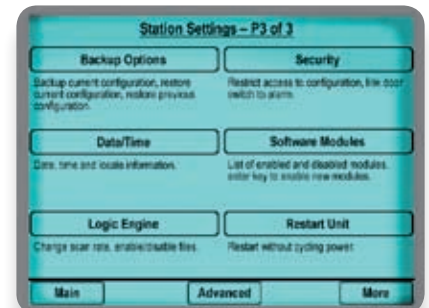 Station Settings – P3 of 3
Backup Options
Security
Backup current configuration, restore
current configuration, restore previous
configuration.
Restrict access to configuration, link door
switch to alarm.
Date/Time
Software Modules
Date, time and locale information.
List of enabled and disabled modules,
enter key to enable new modules.
Logic Engine
Restart Unit
Change scan rate, enable/disable files.
Restart without cycling power.
Main
Advanced
More